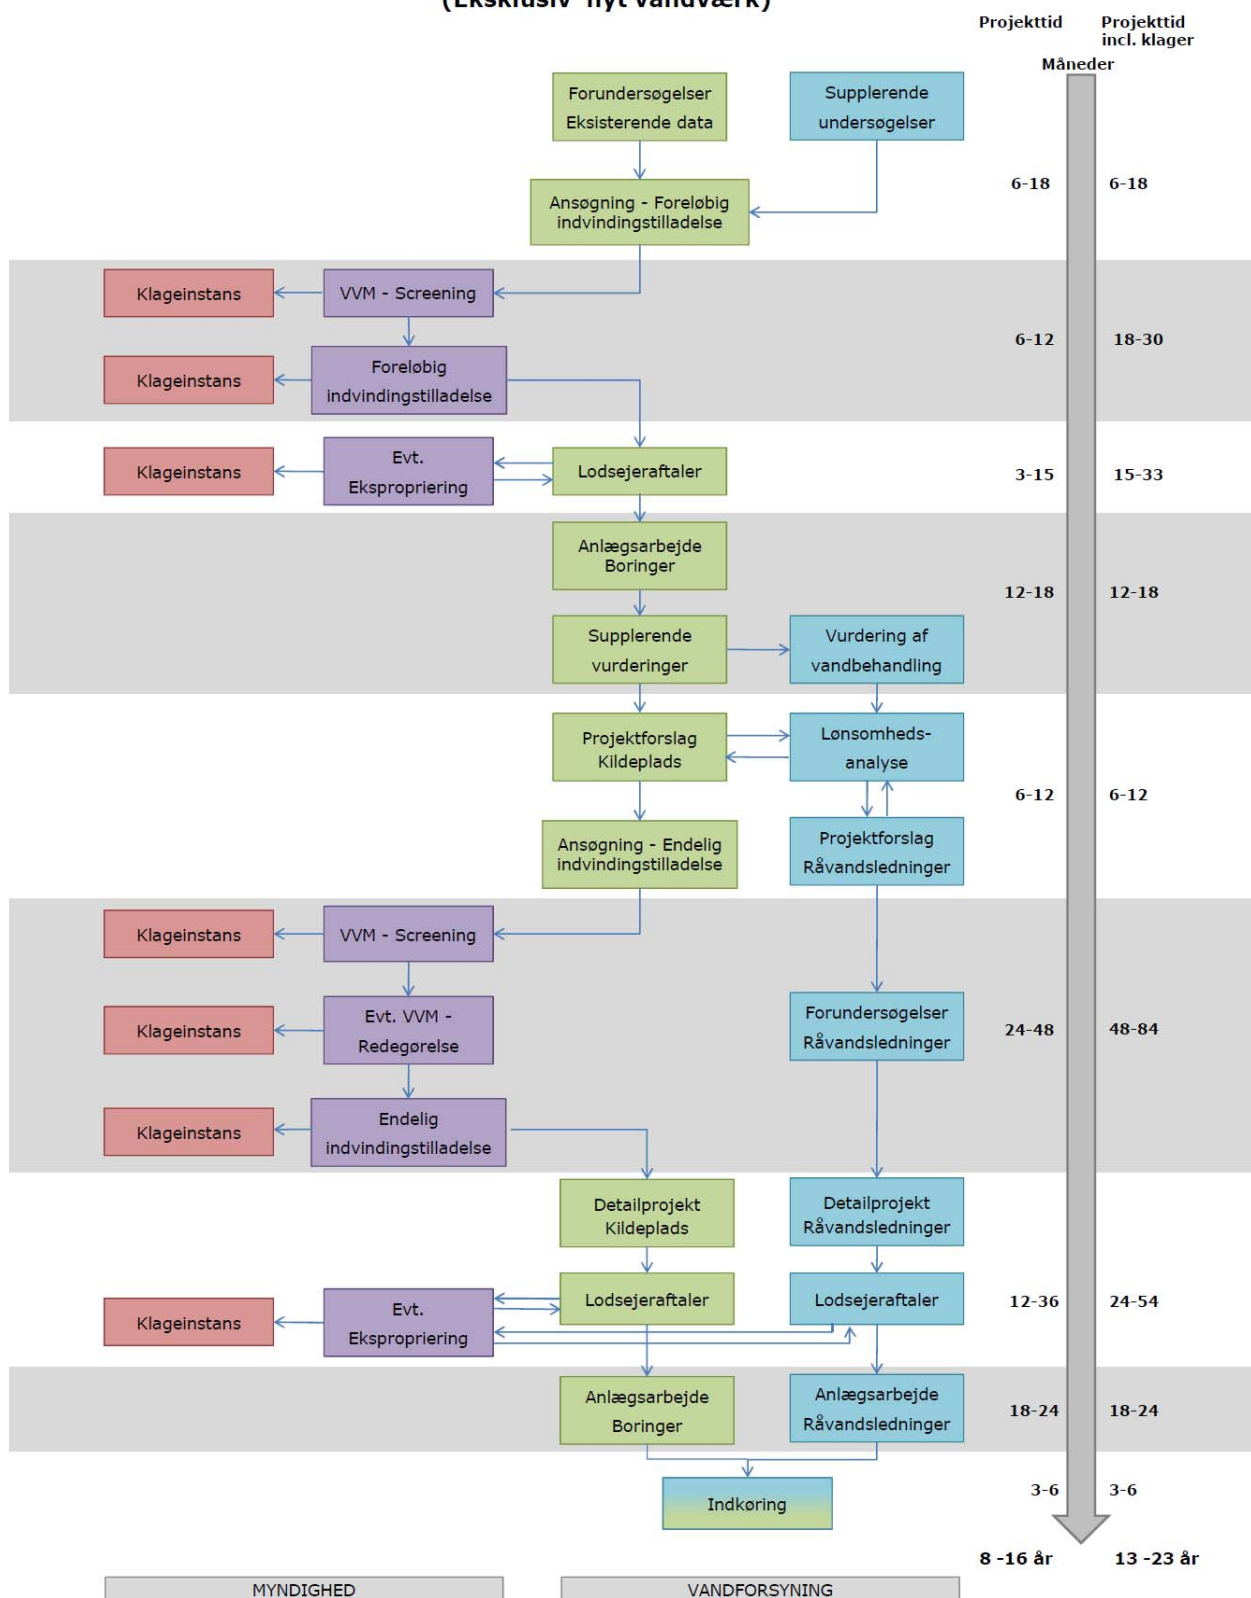 (Eksklusiv nyt vandværk)
Projekttid
Projekttid
incl. klager
Måneder
Forundersøgelser
Eksisterende data
Supplerende
undersøgelser
Ansøgning - Foreløbig
indvindingstilladelse
6-18
6-18
Klageinstans
VVM - Screening
Klageinstans
Foreløbig
indvindingstilladelse
6-12
18-30
Klageinstans
Evt.
Ekspropriering
Lodsejeraftaler
3-15
15-33
Anlægsarbejde
Boringer
12-18
12-18
Supplerende
vurderinger
Vurdering af
vandbehandling
Projektforslag
Kildeplads
Lønsomheds-
analyse
6-12
6-12
Ansøgning - Endelig
indvindingstilladelse
Projektforslag
Råvandsledninger
Klageinstans
VVM - Screening
Klageinstans
Evt. VVM -
Redegørelse
Forundersøgelser
Råvandsledninger
24-48
48-84
Klageinstans
Endelig
indvindingstilladelse
Detailprojekt
Kildeplads
Detailprojekt
Råvandsledninger
Klageinstans
Evt.
Ekspropriering
Lodsejeraftaler
Lodsejeraftaler
12-36
24-54
Anlægsarbejde
Boringer
Anlægsarbejde
Råvandsledninger
18-24
18-24
Indkøring
3-6
3-6
8 -16 år
13 -23 år
MYNDIGHED
VANDFORSYNING